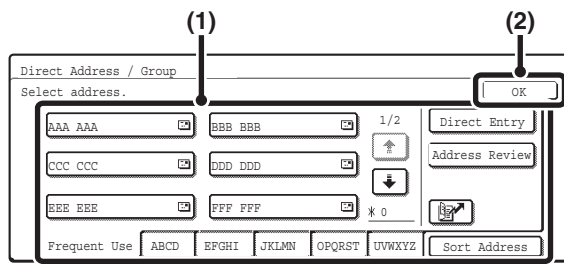 (1) (2)
Direct Address / Group
Select address. OK
AAA AAA BBB BBB 1/2 Direct Entry
CCC CCC DDD DDD Address Review
EEE EEE FFF FFF 0
Frequent Use ABCD EFGHI JKLMN OPQRST UVWXYZ Sort Address